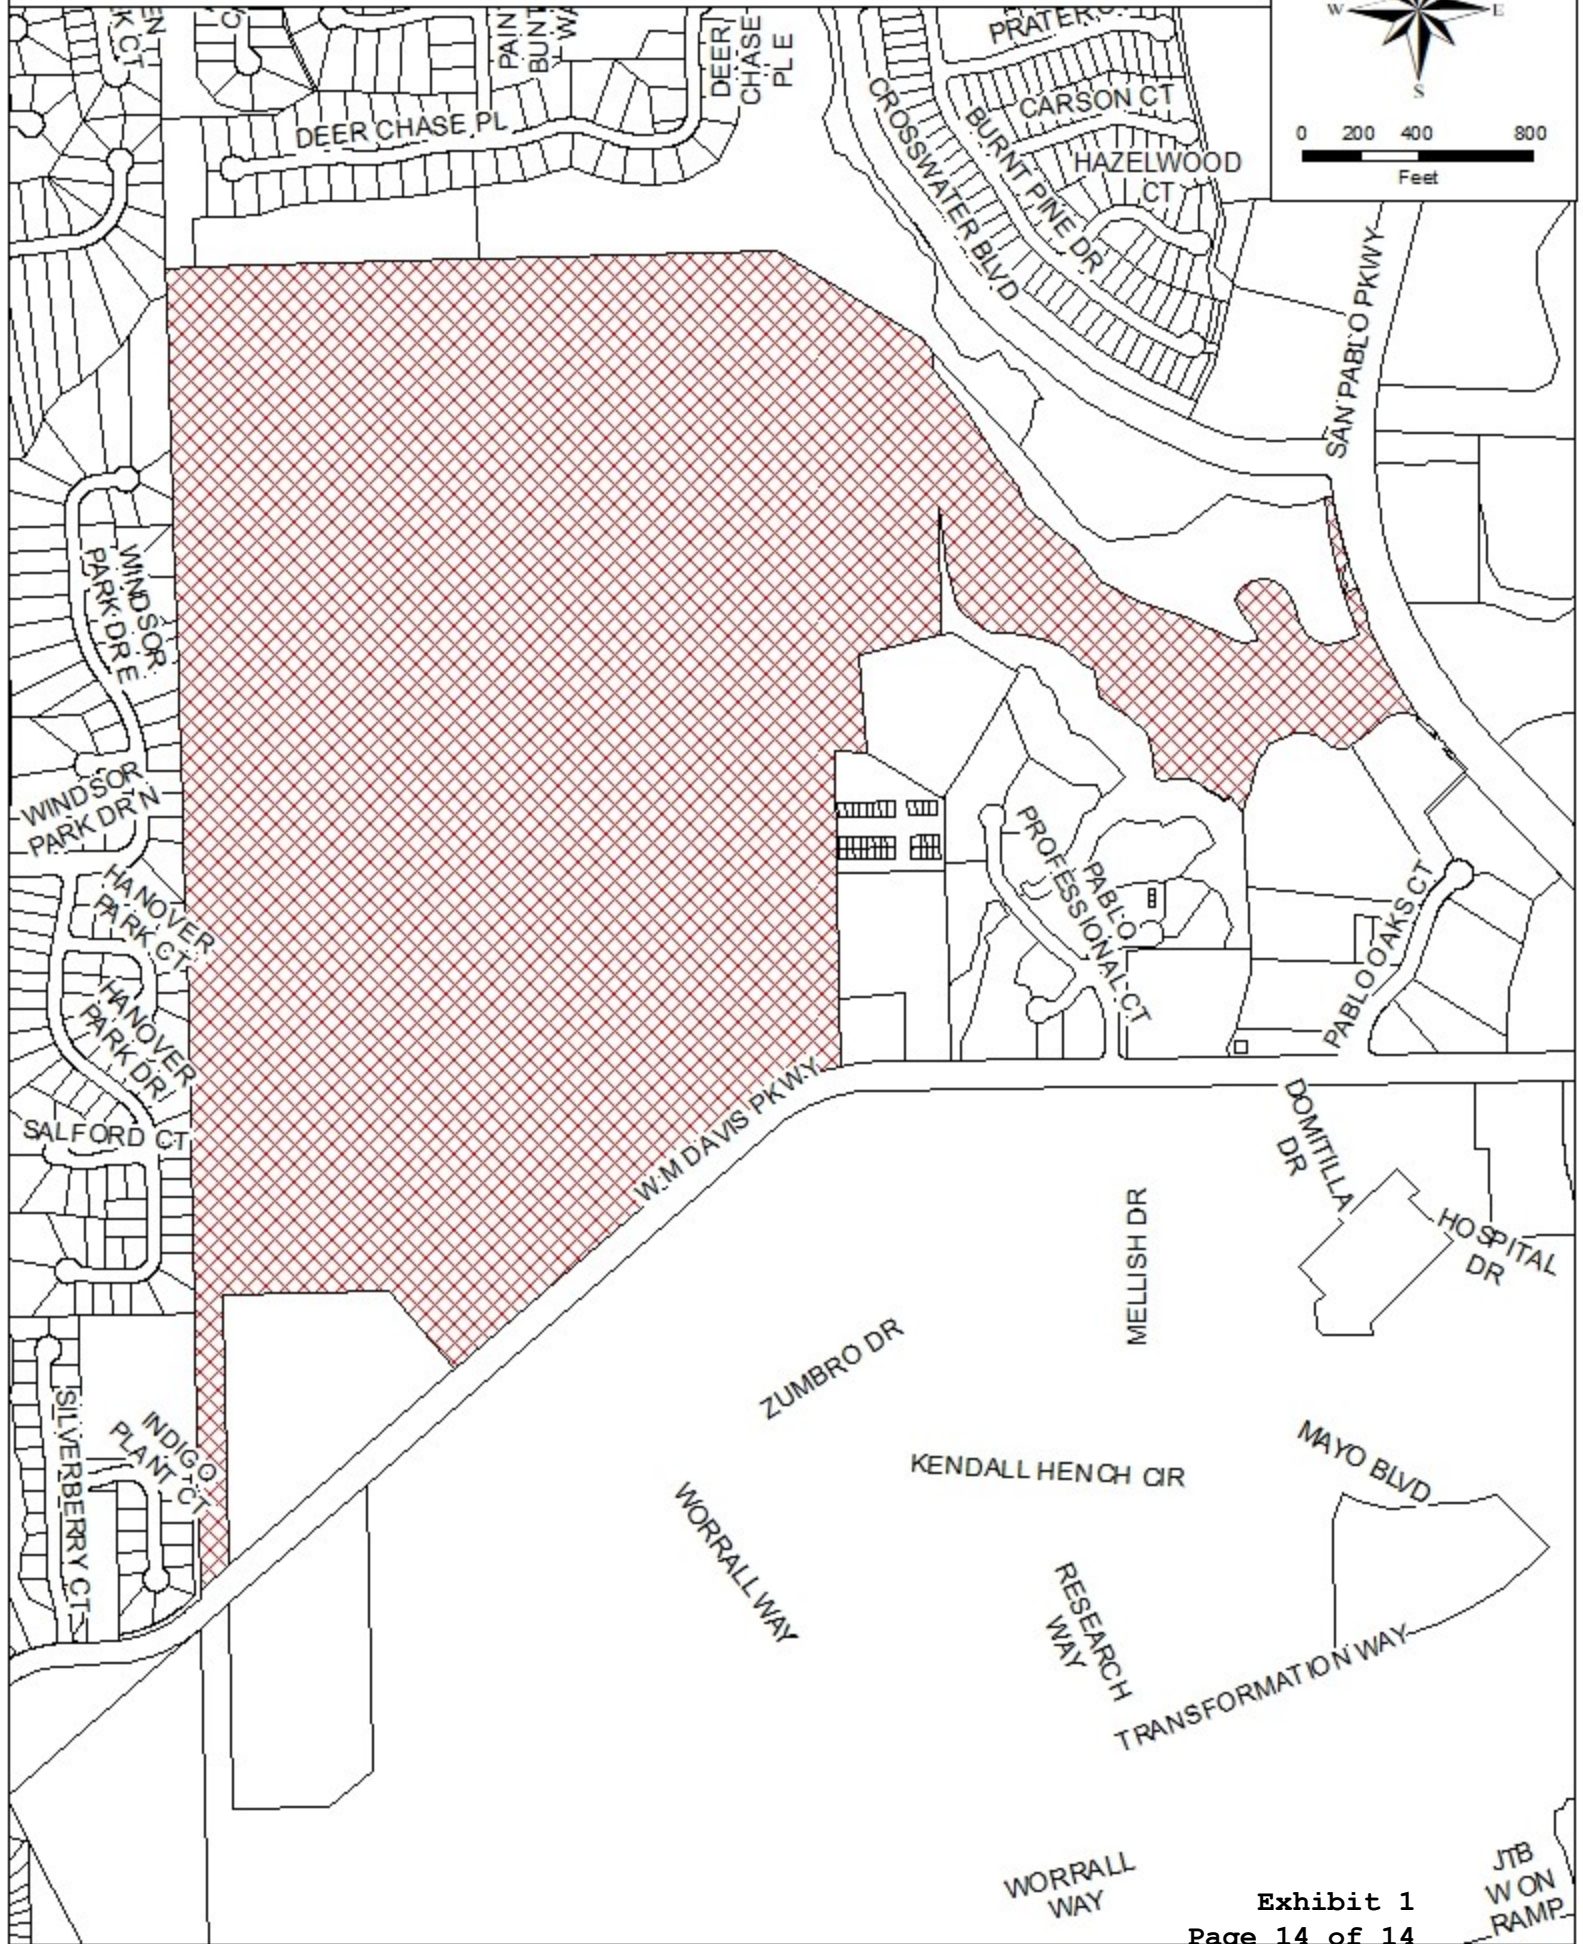 W E
S
0 200 400 800
Feet
K CT
EN
PAIN
BUNT
DEER
CHASE
PL E
PRATER
CARSON CT
HAZELWOOD
CT
DEER CHASE PL
CROSSWATER BLVD
BURNT PINE DR
SAN PABLO PKWY
WINDSOR
PARK DR E
WINDSOR
PARK DR N
HANOVER
PARK CT
HANOVER
PARK DR
SALFORD CT
PABLO
PROFESSIONAL CT
PABLO OAKS CT
W M DAVIS PKWY
DOMITILLA
DR
HOSPITAL
DR
MELLISH DR
ZUMBRO DR
SILVERBERRY CT
INDIGO
PLANT CT
KENDALL HENCH CIR
MAYO BLVD
WORRALL WAY
RESEARCH
WAY
TRANSFORMATION WAY
WORRALL
WAY
JTB
W ON
RAMP
Exhibit 1
Page 14 of 14